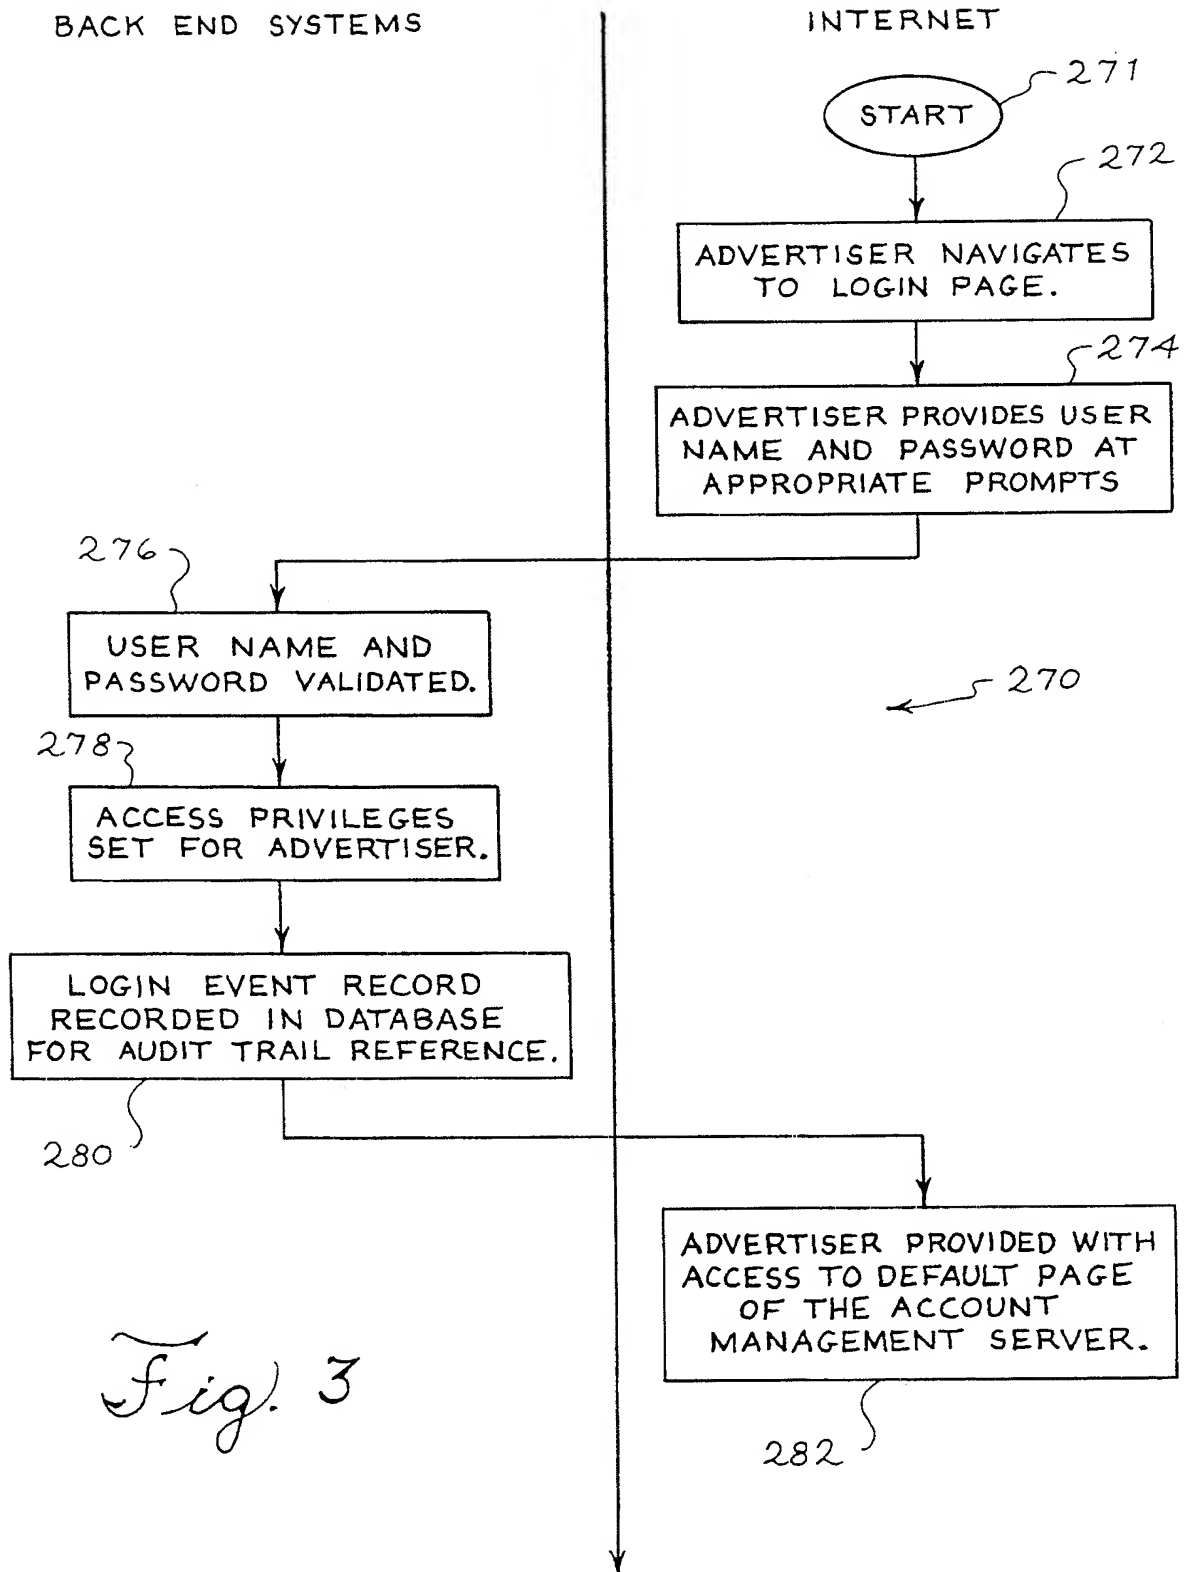 BACK END SYSTEMS
INTERNET
271
START
272
ADVERTISER NAVIGATES
TO LOGIN PAGE.
274
ADVERTISER PROVIDES USER
NAME AND PASSWORD AT
APPROPRIATE PROMPTS
276
USER NAME AND
PASSWORD VALIDATED.
270
278
ACCESS PRIVILEGES
SET FOR ADVERTISER.
LOGIN EVENT RECORD
RECORDED IN DATABASE
FOR AUDIT TRAIL REFERENCE.
280
ADVERTISER PROVIDED WITH
ACCESS TO DEFAULT PAGE
OF THE ACCOUNT
MANAGEMENT SERVER.
282
Fig. 3